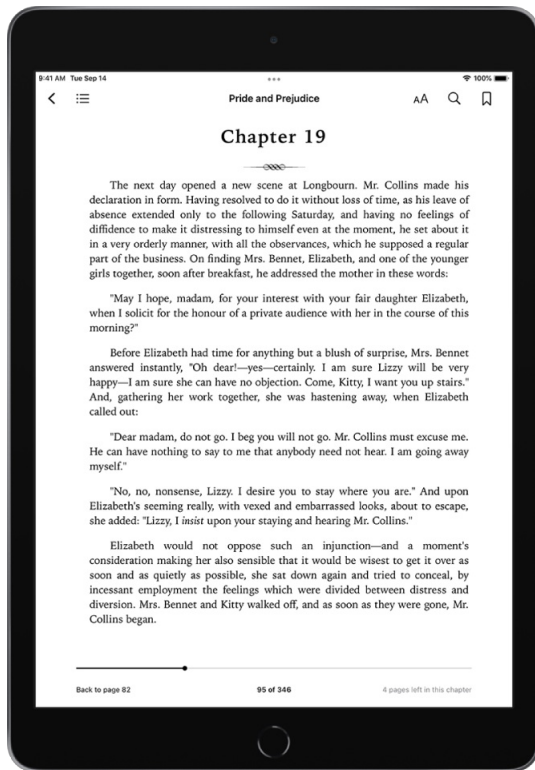 9:41 AM Tue Sep 14
100%
Pride and Prejudice
AA
Chapter 19
The next day opened a new scene at Longbourn. Mr. Collins made his
declaration in form. Having resolved to do it without loss of time, as his leave of
absence extended only to the following Saturday, and having no feelings of
diffidence to make it distressing to himself even at the moment, he set about it
in a very orderly manner, with all the observances, which he supposed a regular
part of the business. On finding Mrs. Bennet, Elizabeth, and one of the younger
girls together, soon after breakfast, he addressed the mother in these words:
"May I hope, madam, for your interest with your fair daughter Elizabeth,
when I solicit for the honour of a private audience with her in the course of this
morning?"
Before Elizabeth had time for anything but a blush of surprise, Mrs. Bennet
answered instantly, "Oh dear!—yes—certainly. I am sure Lizzy will be very
happy—I am sure she can have no objection. Come, Kitty, I want you up stairs."
And, gathering her work together, she was hastening away, when Elizabeth
called out:
"Dear madam, do not go. I beg you will not go. Mr. Collins must excuse me.
He can have nothing to say to me that anybody need not hear. I am going away
myself."
"No, no, nonsense, Lizzy. I desire you to stay where you are." And upon
Elizabeth's seeming really, with vexed and embarrassed looks, about to escape,
she added: "Lizzy, I insist upon your staying and hearing Mr. Collins."
Elizabeth would not oppose such an injunction—and a moment's
consideration making her also sensible that it would be wisest to get it over as
soon and as quietly as possible, she sat down again and tried to conceal, by
incessant employment the feelings which were divided between distress and
diversion. Mrs. Bennet and Kitty walked off, and as soon as they were gone, Mr.
Collins began.
Back to page 82
95 of 346
4 pages left in this chapter